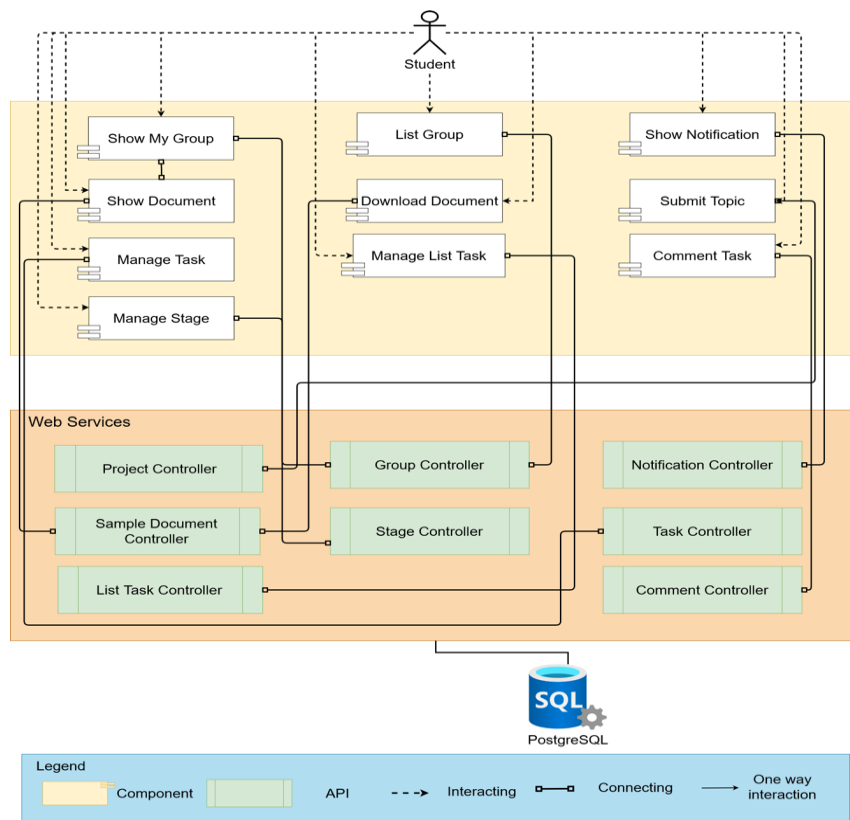 Student
Show My Group
List Group
Show Notification
Show Document
Download Document
Submit Topic
Manage Task
Manage List Task
Comment Task
Manage Stage
Web Services
Project Controller
Group Controller
Notification Controller
Sample Document
Controller
Stage Controller
Task Controller
List Task Controller
Comment Controller
SQL
PostgreSQL
Legend
Component
API
Interacting
Connecting
One way
interaction